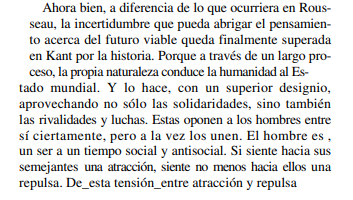 Ahora bien, a diferencia de lo que ocurriera en Rous-
seau, la incertidumbre que pueda abrigar el pensamien-
to acerca del futuro viable queda finalmente superada
en Kant por la historia. Porque a través de un largo pro-
ceso, la propia naturaleza conduce la humanidad al Es-
tado mundial. Y lo hace, con un superior designio,
aprovechando no sólo las solidaridades, sino también
las rivalidades y luchas. Estas oponen a los hombres entre
sí ciertamente, pero a la vez los unen. El hombre es ,
un ser a un tiempo social y antisocial. Si siente hacia sus
semejantes una atracción, siente no menos hacia ellos una
repulsa. De_esta tensión_entre atracción y repulsa